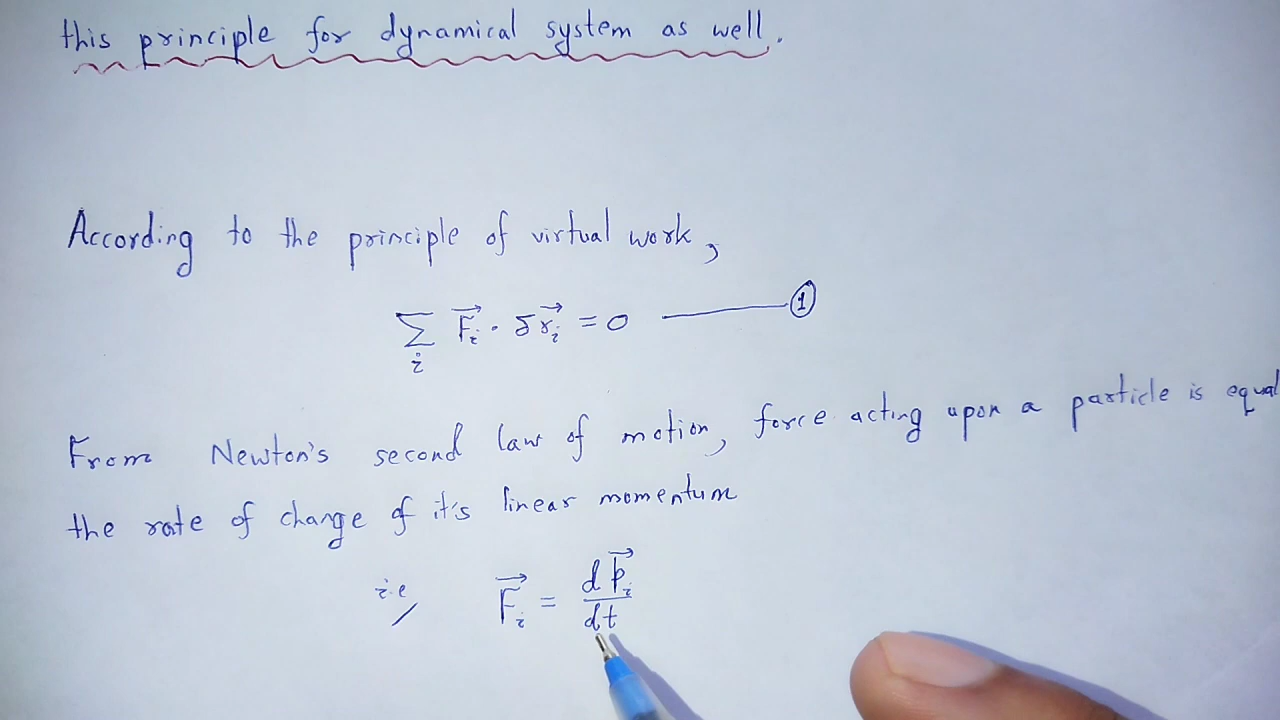 this principle for dynamical system as well.
According to the principle of virtual work,
∑ᵢ F⃗ᵢ · δr⃗ᵢ = 0 ——— ①
From Newton's second law of motion, force acting upon a particle is equal
the rate of change of it's linear momentum
i.e/ F⃗ᵢ = dp⃗ᵢ/dt